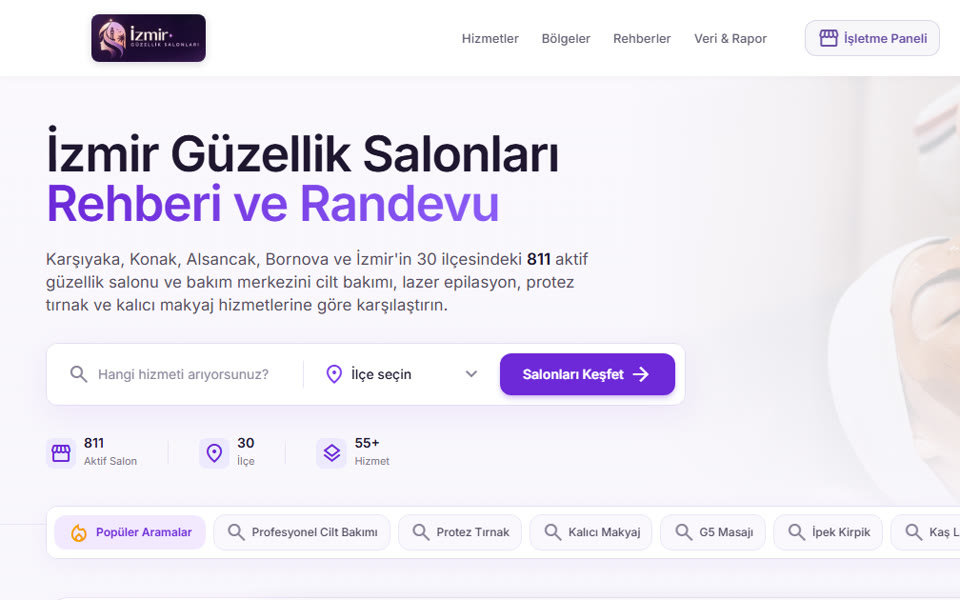 İzmir
GÜZELLİK SALONLARI
Hizmetler
Bölgeler
Rehberler
Veri & Rapor
İşletme Paneli
İzmir Güzellik Salonları
Rehberi ve Randevu
Karşıyaka, Konak, Alsancak, Bornova ve İzmir'in 30 ilçesindeki 811 aktif
güzellik salonu ve bakım merkezini cilt bakımı, lazer epilasyon, protez
tırnak ve kalıcı makyaj hizmetlerine göre karşılaştırın.
Hangi hizmeti arıyorsunuz?
İlçe seçin
Salonları Keşfet
811
Aktif Salon
30
İlçe
55+
Hizmet
Popüler Aramalar
Profesyonel Cilt Bakımı
Protez Tırnak
Kalıcı Makyaj
G5 Masajı
İpek Kirpik
Kaş